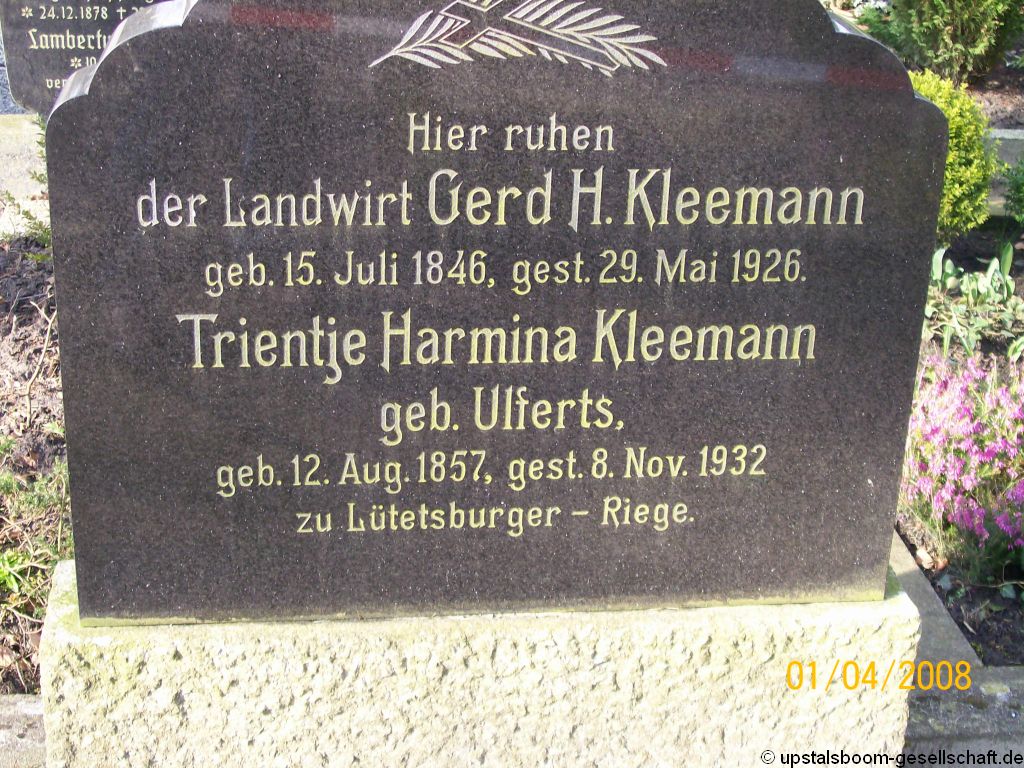 ✲ 24.12.1878 †
Lambertu
✲ 10
Hier ruhen
der Landwirt Gerd H. Kleemann
geb. 15. Juli 1846, gest. 29. Mai 1926.
Trientje Harmina Kleemann
geb. Ulferts,
geb. 12. Aug. 1857, gest. 8. Nov. 1932
zu Lütetsburger – Riege.
01/04/2008
© upstalsboom-gesellschaft.de